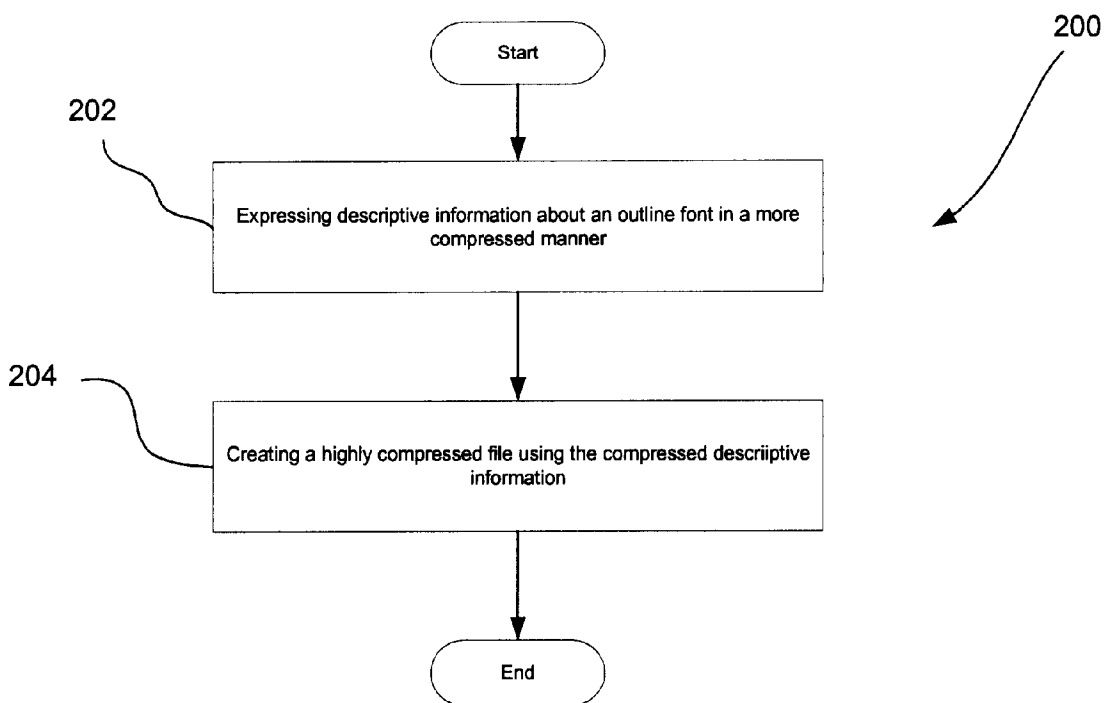 200
Start
202
Expressing descriptive information about an outline font in a more
compressed manner
204
Creating a highly compressed file using the compressed descriiptive
information
End